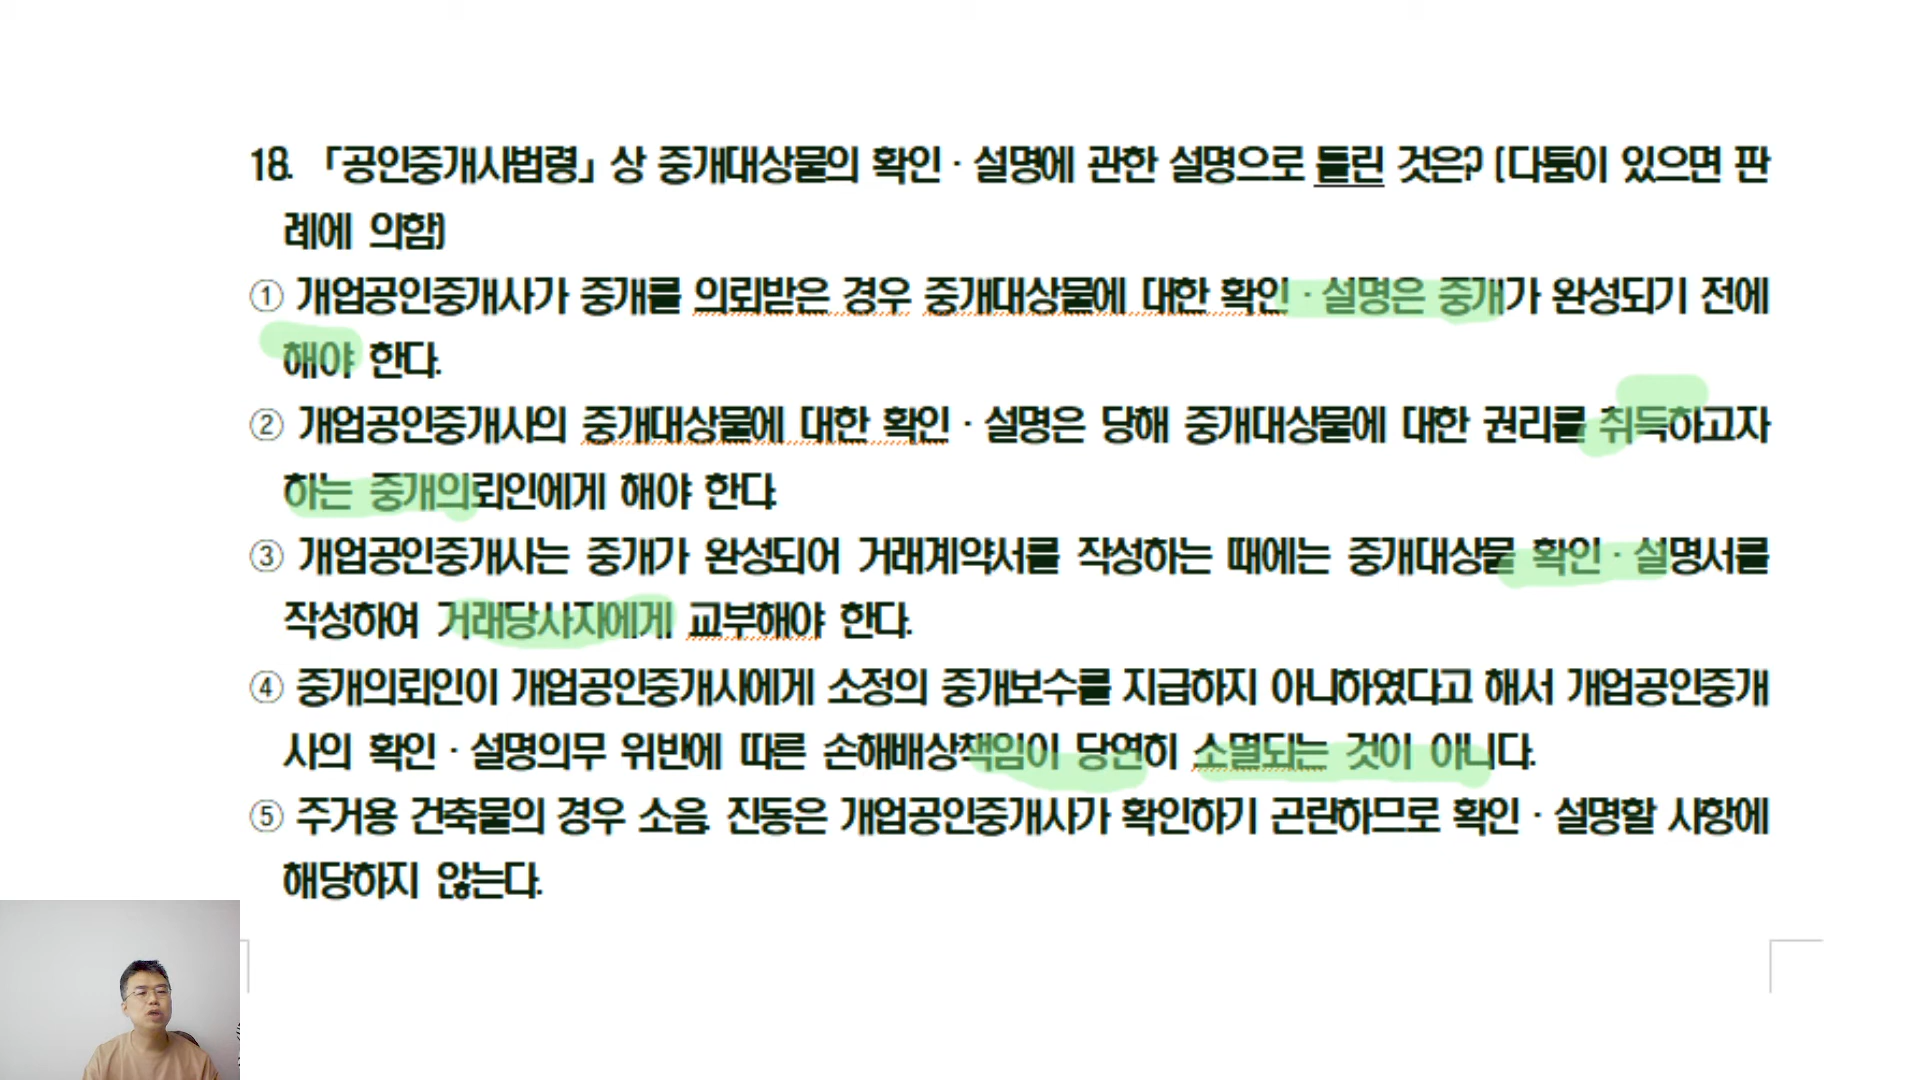 18. 「공인중개사법령」상 중개대상물의 확인·설명에 관한 설명으로 틀린 것은? (다툼이 있으면 판
례에 의함)
① 개업공인중개사가 중개를 의뢰받은 경우 중개대상물에 대한 확인·설명은 중개가 완성되기 전에
해야 한다.
② 개업공인중개사의 중개대상물에 대한 확인·설명은 당해 중개대상물에 대한 권리를 취득하고자
하는 중개의뢰인에게 해야 한다.
③ 개업공인중개사는 중개가 완성되어 거래계약서를 작성하는 때에는 중개대상물 확인·설명서를
작성하여 거래당사자에게 교부해야 한다.
④ 중개의뢰인이 개업공인중개사에게 소정의 중개보수를 지급하지 아니하였다고 해서 개업공인중개
사의 확인·설명의무 위반에 따른 손해배상책임이 당연히 소멸되는 것이 아니다.
⑤ 주거용 건축물의 경우 소음, 진동은 개업공인중개사가 확인하기 곤란하므로 확인·설명할 사항에
해당하지 않는다.